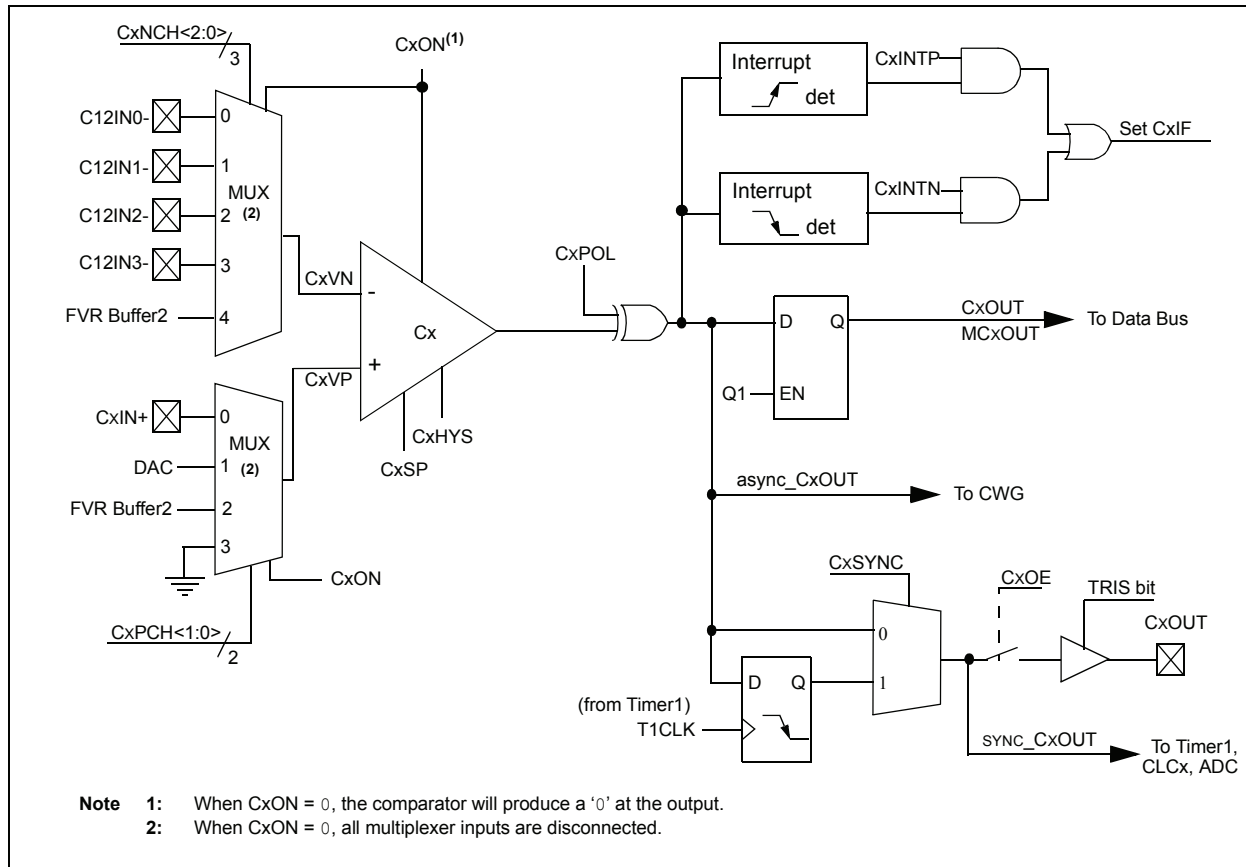 CxNCH<2:0>
3
CxON(1)
C12IN0-
0
C12IN1-
1
MUX
(2)
C12IN2-
2
C12IN3-
3
FVR Buffer2
4
CxVN
-
Cx
+
CxVP
CxHYS
CxSP
CxIN+
0
MUX
(2)
DAC
1
FVR Buffer2
2
3
CxON
CxPCH<1:0>
2
CxPOL
Interrupt
det
CxINTP
Interrupt
det
CxINTN
Set CxIF
D
Q
Q1
EN
CxOUT
MCxOUT
To Data Bus
async_CxOUT
To CWG
CxSYNC
0
1
D
Q
(from Timer1)
T1CLK
CxOE
TRIS bit
CxOUT
SYNC_CxOUT
To Timer1,
CLCx, ADC
Note 1: When CxON = 0, the comparator will produce a ‘0’ at the output.
2: When CxON = 0, all multiplexer inputs are disconnected.